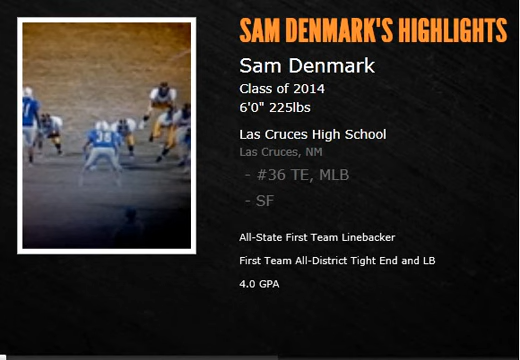 SAM DENMARK'S HIGHLIGHTS
Sam Denmark
Class of 2014
6'0" 225lbs
Las Cruces High School
Las Cruces, NM
- #36 TE, MLB
- SF
All-State First Team Linebacker
First Team All-District Tight End and LB
4.0 GPA